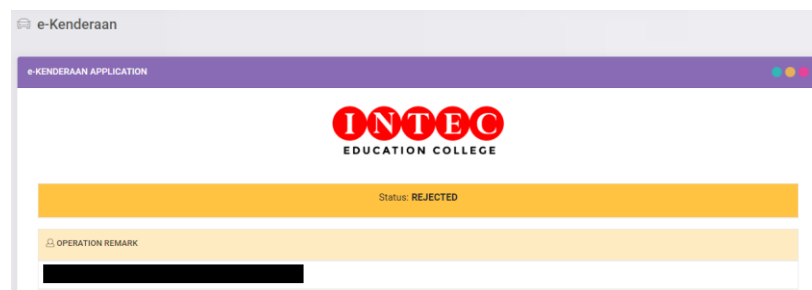 e-Kenderaan
e-KENDERAAN APPLICATION
INTEC
EDUCATION COLLEGE
Status: REJECTED
OPERATION REMARK